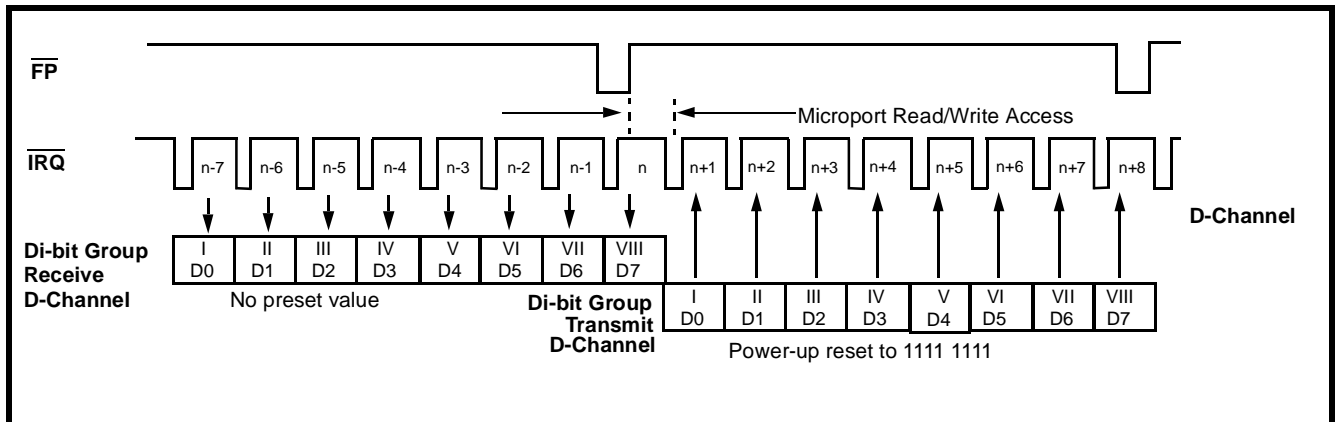 FP
Microport Read/Write Access
IRQ
n-7 n-6 n-5 n-4 n-3 n-2 n-1 n n+1 n+2 n+3 n+4 n+5 n+6 n+7 n+8
D-Channel
Di-bit Group
Receive
D-Channel
I II III IV V VI VII VIII
D0 D1 D2 D3 D4 D5 D6 D7
No preset value
Di-bit Group
Transmit
D-Channel
I II III IV V VI VII VIII
D0 D1 D2 D3 D4 D5 D6 D7
Power-up reset to 1111 1111